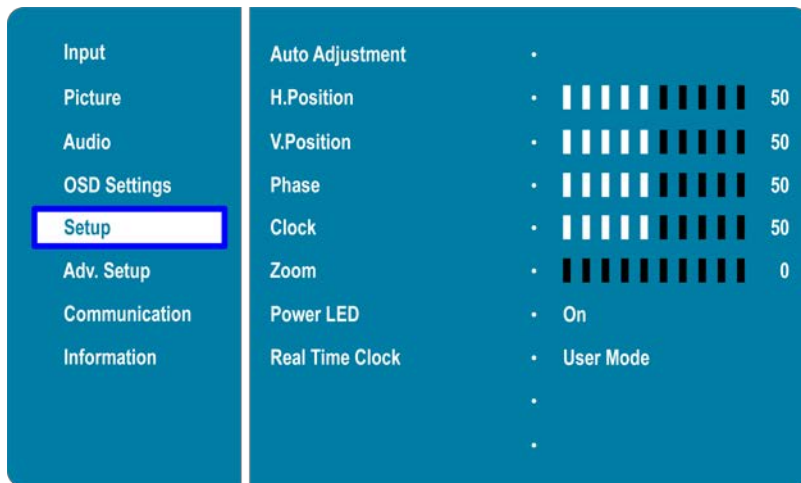 Input
Picture
Audio
OSD Settings
Setup
Adv. Setup
Communication
Information
Auto Adjustment
H.Position 50
V.Position 50
Phase 50
Clock 50
Zoom 0
Power LED On
Real Time Clock User Mode